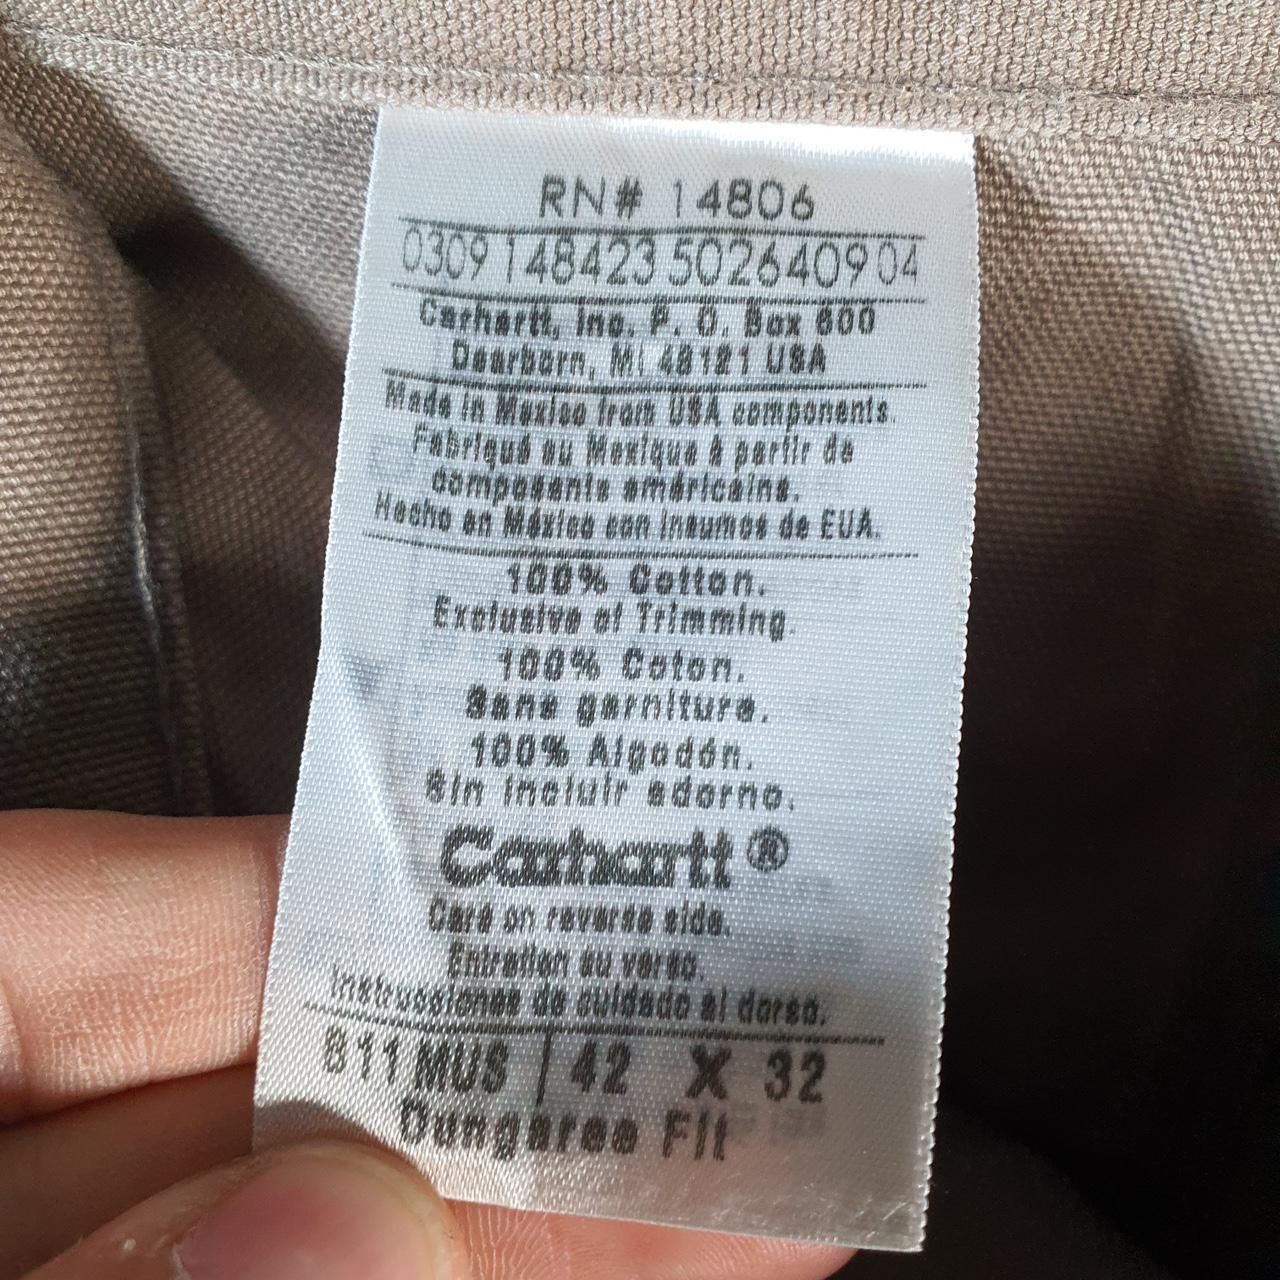 RN# 14806
0309 148423 5026409 04
Carhartt, Inc. P. O. Box 600
Dearborn, MI 48121 USA
Made in Mexico from USA components.
Fabriqué au Mexique à partir de
composants américains.
Hecho en México con insumos de EUA.
100% Cotton.
Exclusive of Trimming.
100% Coton.
Sans garniture.
100% Algodón.
Sin incluir adorno.
Carhartt®
Care on reverse side.
Entretien au verso.
Instrucciones de cuidado al dorso.
B11 MUS / 42 X 32
Dungaree Fit